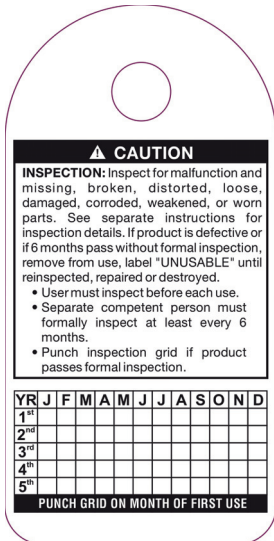 ⚠ CAUTION
INSPECTION: Inspect for malfunction and
missing, broken, distorted, loose,
damaged, corroded, weakened, or worn
parts. See separate instructions for
inspection details. If product is defective or
if 6 months pass without formal inspection,
remove from use, label "UNUSABLE" until
reinspected, repaired or destroyed.
• User must inspect before each use.
• Separate competent person must
formally inspect at least every 6
months.
• Punch inspection grid if product
passes formal inspection.
YR J F M A M J J A S O N D
1st
2nd
3rd
4th
5th
PUNCH GRID ON MONTH OF FIRST USE